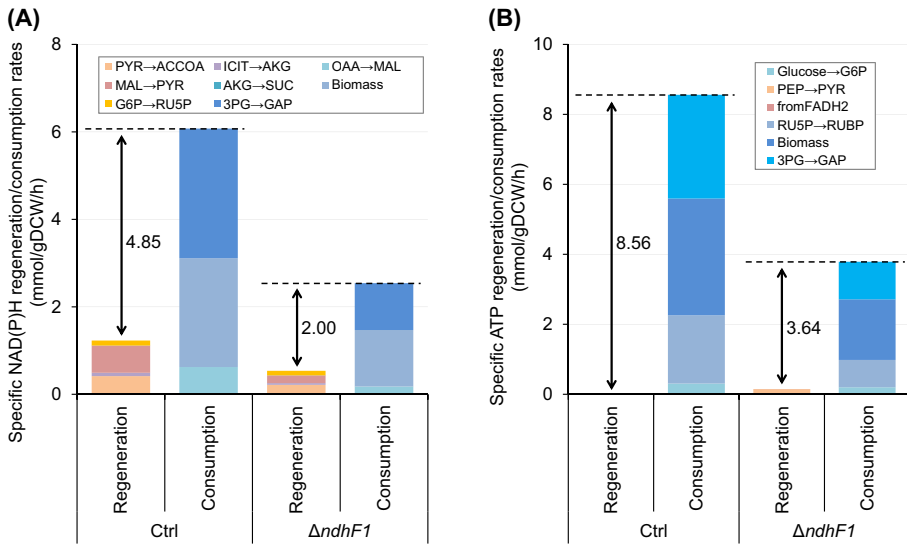 (A)
Specific NAD(P)H regeneration/consumption rates
(mmol/gDCW/h)
8
6
4
2
0
PYR→ACCOA
ICIT→AKG
OAA→MAL
MAL→PYR
AKG→SUC
Biomass
G6P→RU5P
3PG→GAP
4.85
2.00
Regeneration
Consumption
Regeneration
Consumption
Ctrl
ΔndhF1
(B)
Specific ATP regeneration/consumption rates
(mmol/gDCW/h)
10
8
6
4
2
0
Glucose→G6P
PEP→PYR
fromFADH2
RU5P→RUBP
Biomass
3PG→GAP
8.56
3.64
Regeneration
Consumption
Regeneration
Consumption
Ctrl
ΔndhF1